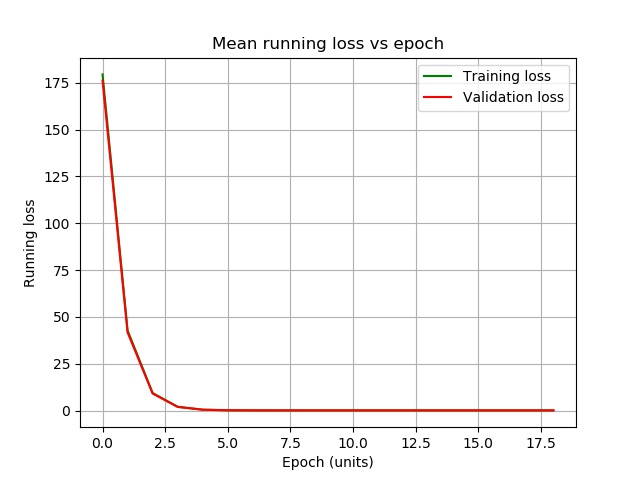 Mean running loss vs epoch
Training loss
Validation loss
175
150
125
100
75
50
25
0
Running loss
0.0 2.5 5.0 7.5 10.0 12.5 15.0 17.5
Epoch (units)